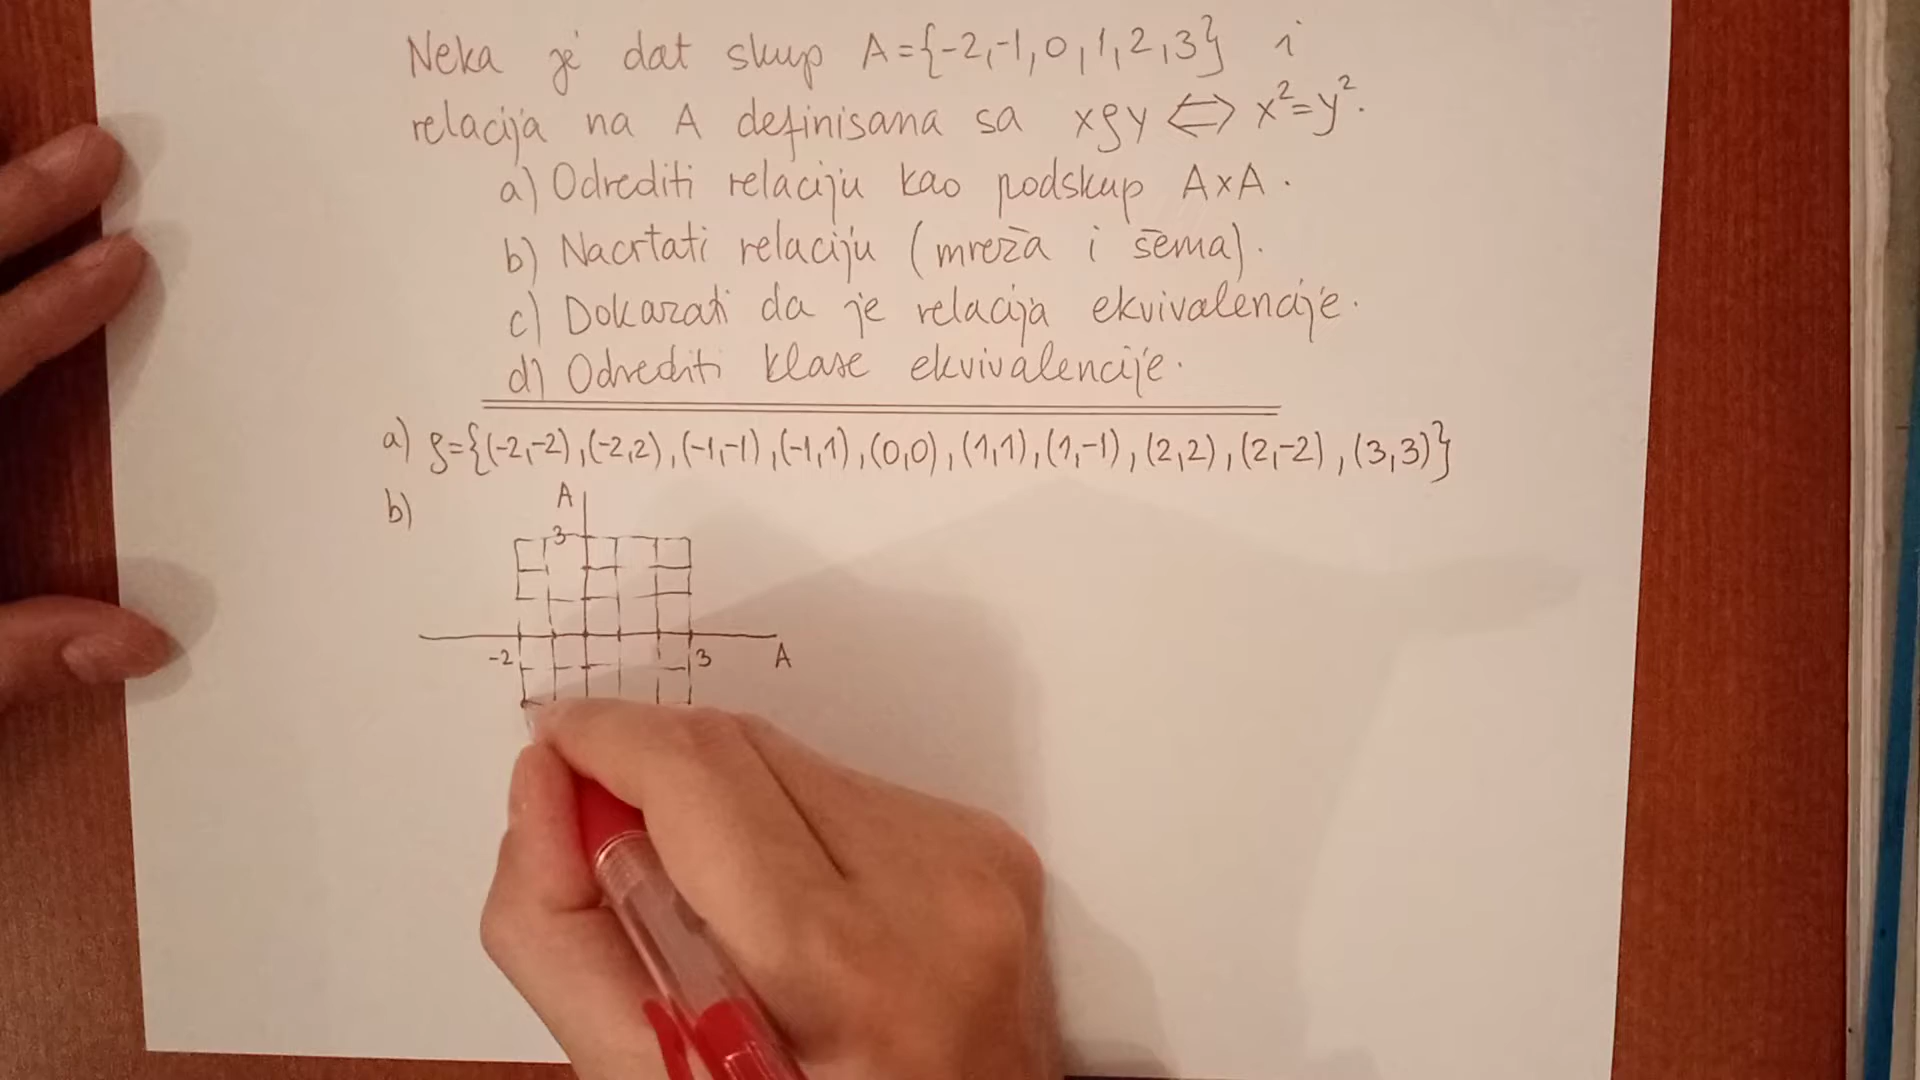 Neka je dat skup A={-2,-1,0,1,2,3} i
relacija na A definisana sa xρy ⇔ x²=y².
a) Odrediti relaciju kao podskup A×A.
b) Nacrtati relaciju (mreža i šema).
c) Dokazati da je relacija ekvivalencije.
d) Odrediti klase ekvivalencije.
a) ρ={(-2,-2),(-2,2),(-1,-1),(-1,1),(0,0),(1,1),(1,-1),(2,2),(2,-2),(3,3)}
b)
A
3
-2 3 A